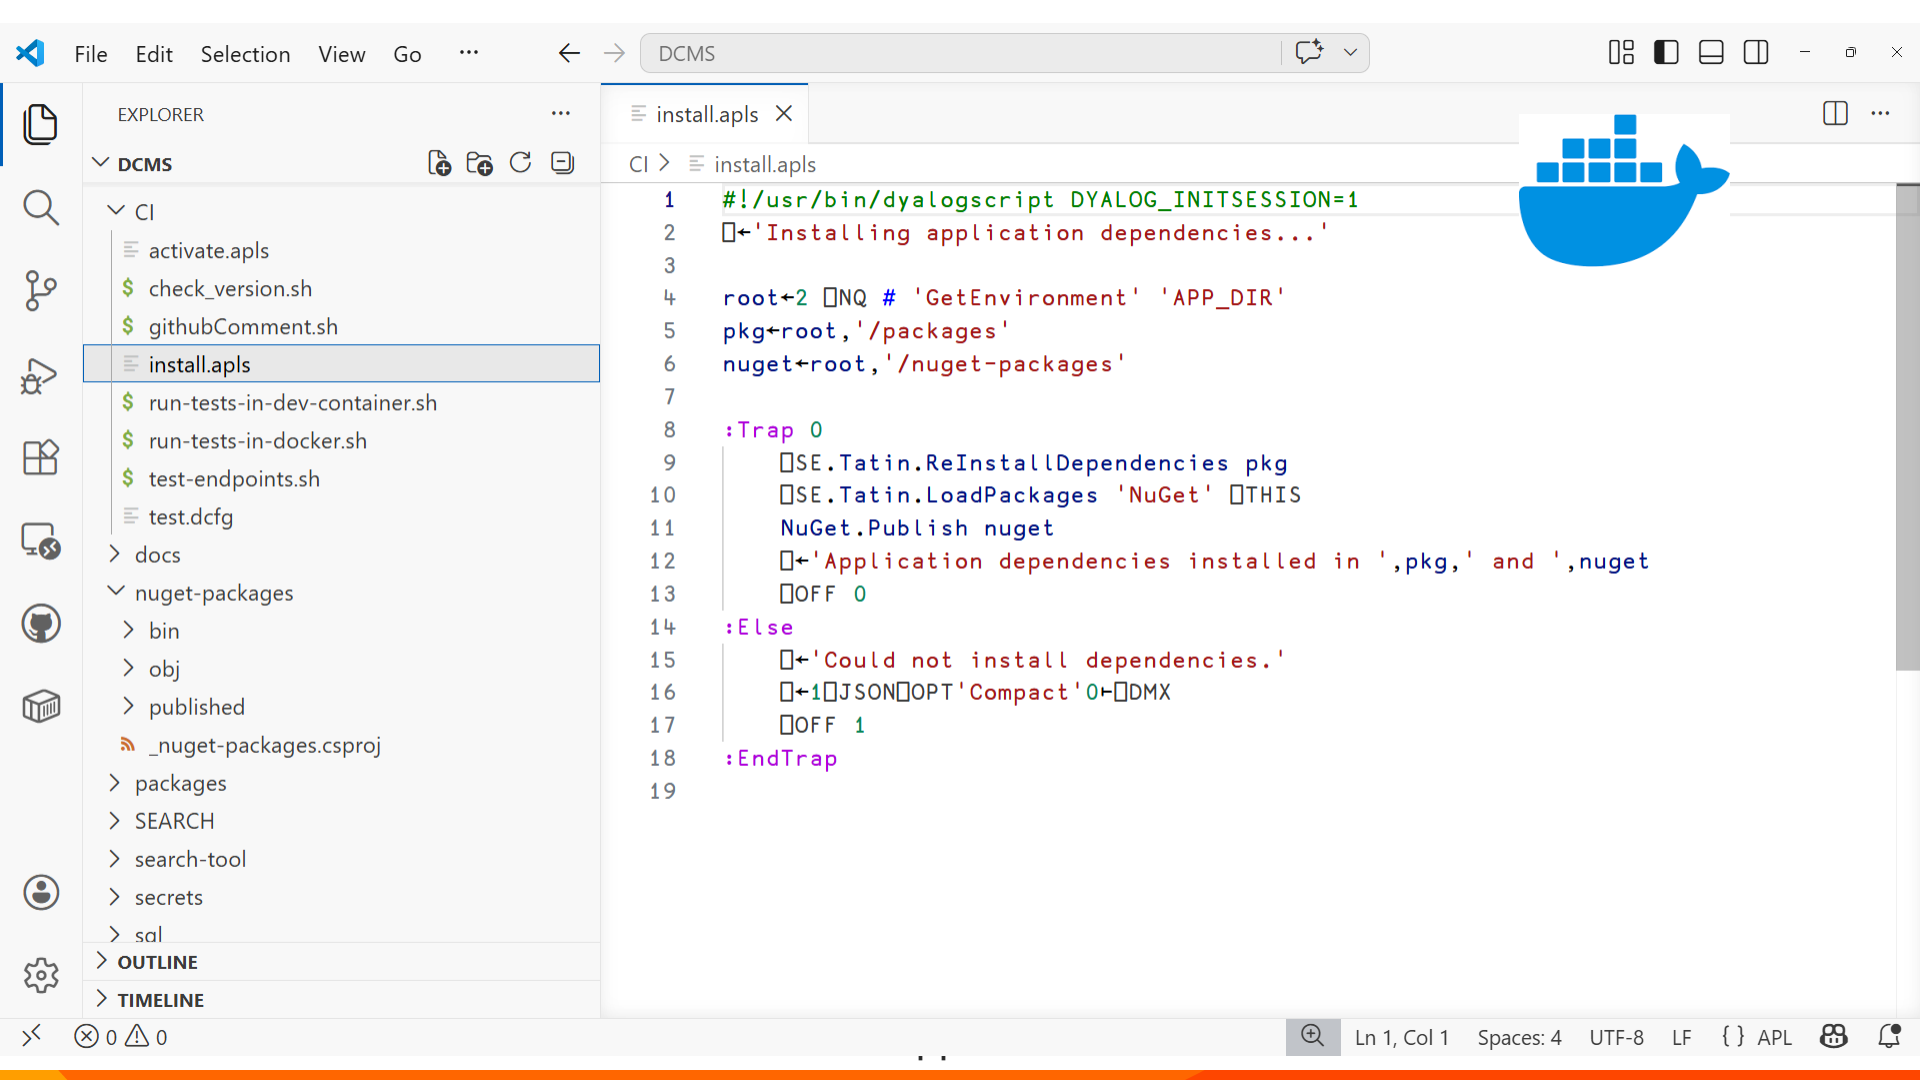 File Edit Selection View Go ··· DCMS
EXPLORER
DCMS
CI
activate.apls
check_version.sh
githubComment.sh
install.apls
run-tests-in-dev-container.sh
run-tests-in-docker.sh
test-endpoints.sh
test.dcfg
docs
nuget-packages
bin
obj
published
_nuget-packages.csproj
packages
SEARCH
search-tool
secrets
sql
OUTLINE
TIMELINE
install.apls
CI > install.apls
1 #!/usr/bin/dyalogscript DYALOG_INITSESSION=1
2 ⎕←'Installing application dependencies...'
3
4 root←2 ⎕NQ # 'GetEnvironment' 'APP_DIR'
5 pkg←root,'/packages'
6 nuget←root,'/nuget-packages'
7
8 :Trap 0
9     ⎕SE.Tatin.ReInstallDependencies pkg
10     ⎕SE.Tatin.LoadPackages 'NuGet' ⎕THIS
11     NuGet.Publish nuget
12     ⎕←'Application dependencies installed in ',pkg,' and ',nuget
13     ⎕OFF 0
14 :Else
15     ⎕←'Could not install dependencies.'
16     ⎕←1⎕JSON⎕OPT'Compact'0⊢⎕DMX
17     ⎕OFF 1
18 :EndTrap
19
0 0 Ln 1, Col 1 Spaces: 4 UTF-8 LF {} APL